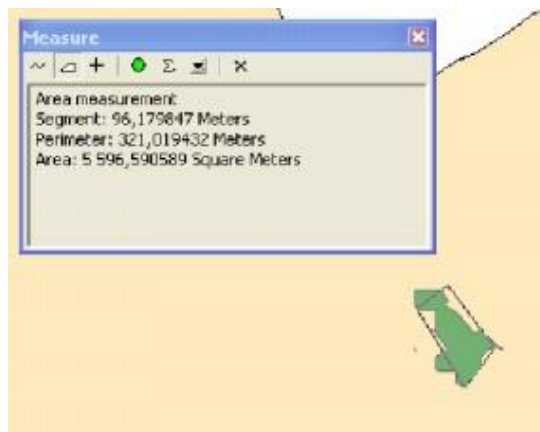 Measure
Area measurement
Segment: 96,179847 Meters
Perimeter: 321,019432 Meters
Area: 5 596,590589 Square Meters